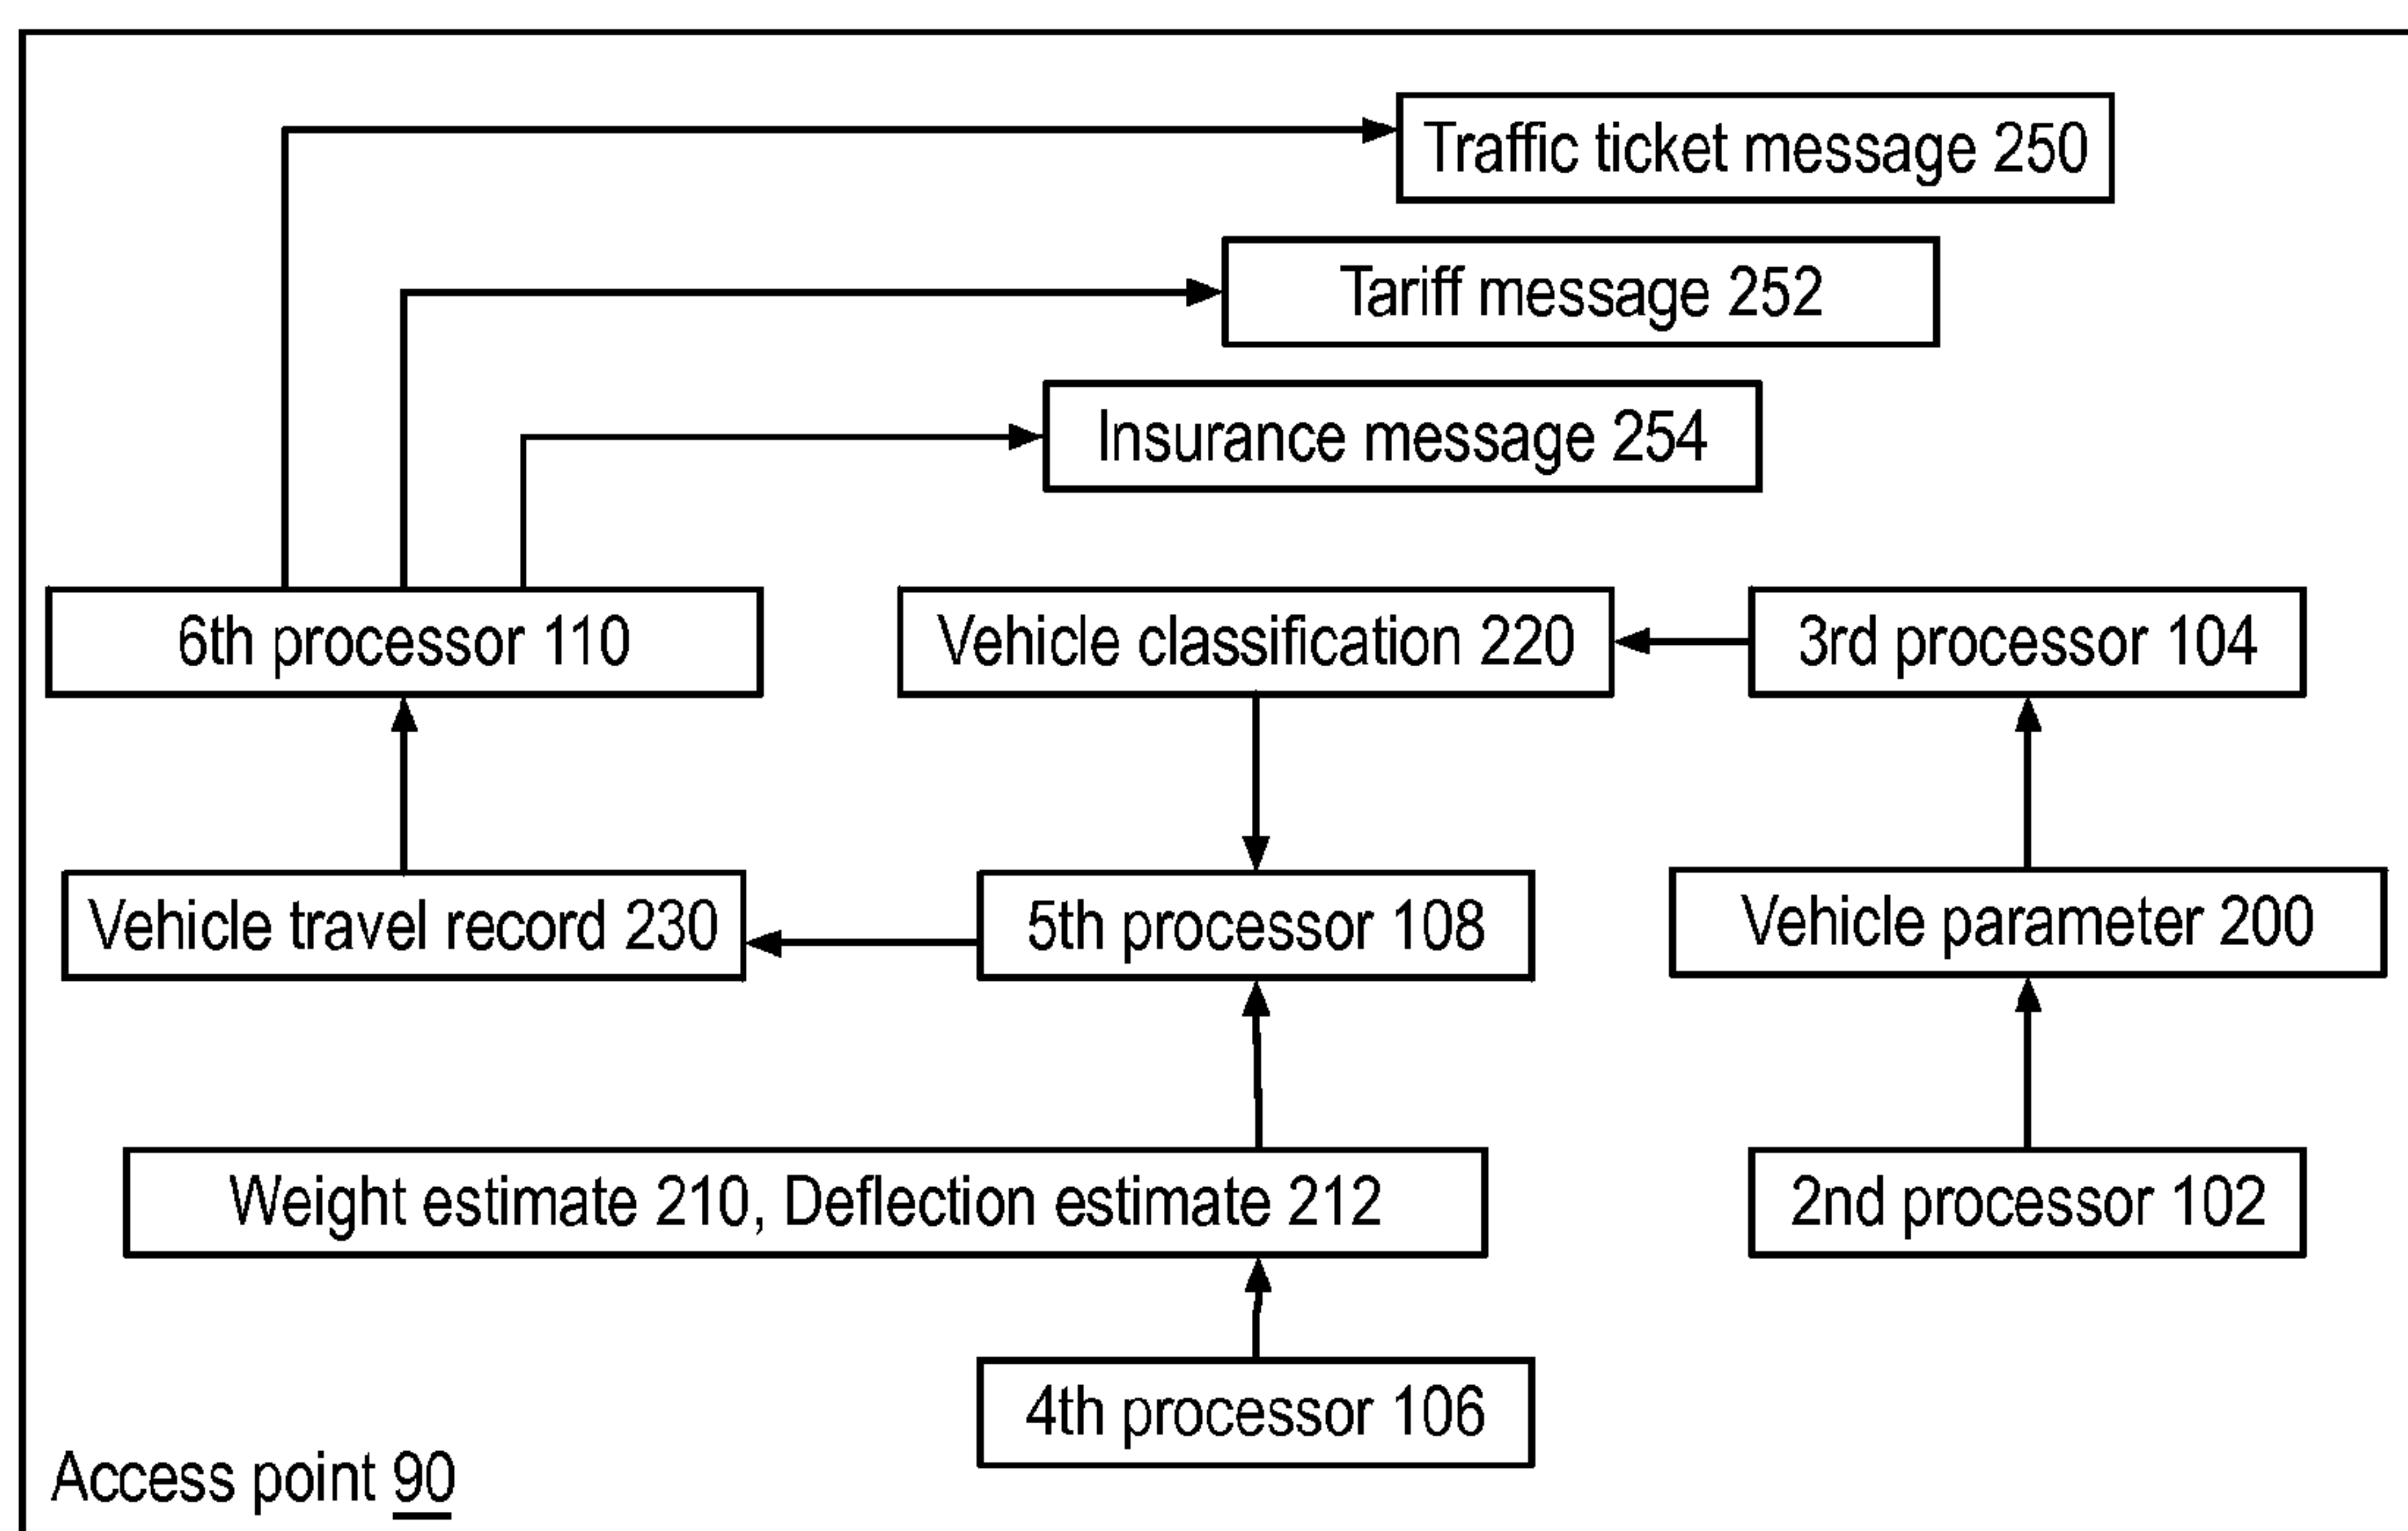 Traffic ticket message 250
Tariff message 252
Insurance message 254
6th processor 110
Vehicle classification 220
3rd processor 104
Vehicle travel record 230
5th processor 108
Vehicle parameter 200
Weight estimate 210, Deflection estimate 212
2nd processor 102
4th processor 106
Access point 90